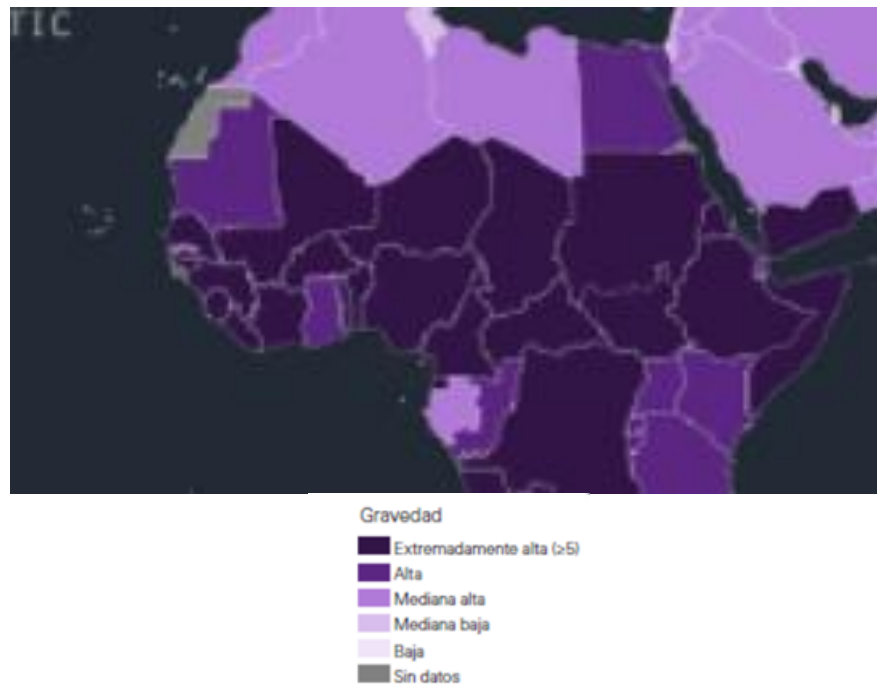 TIC
Gravedad
Extremadamente alta (≥5)
Alta
Mediana alta
Mediana baja
Baja
Sin datos